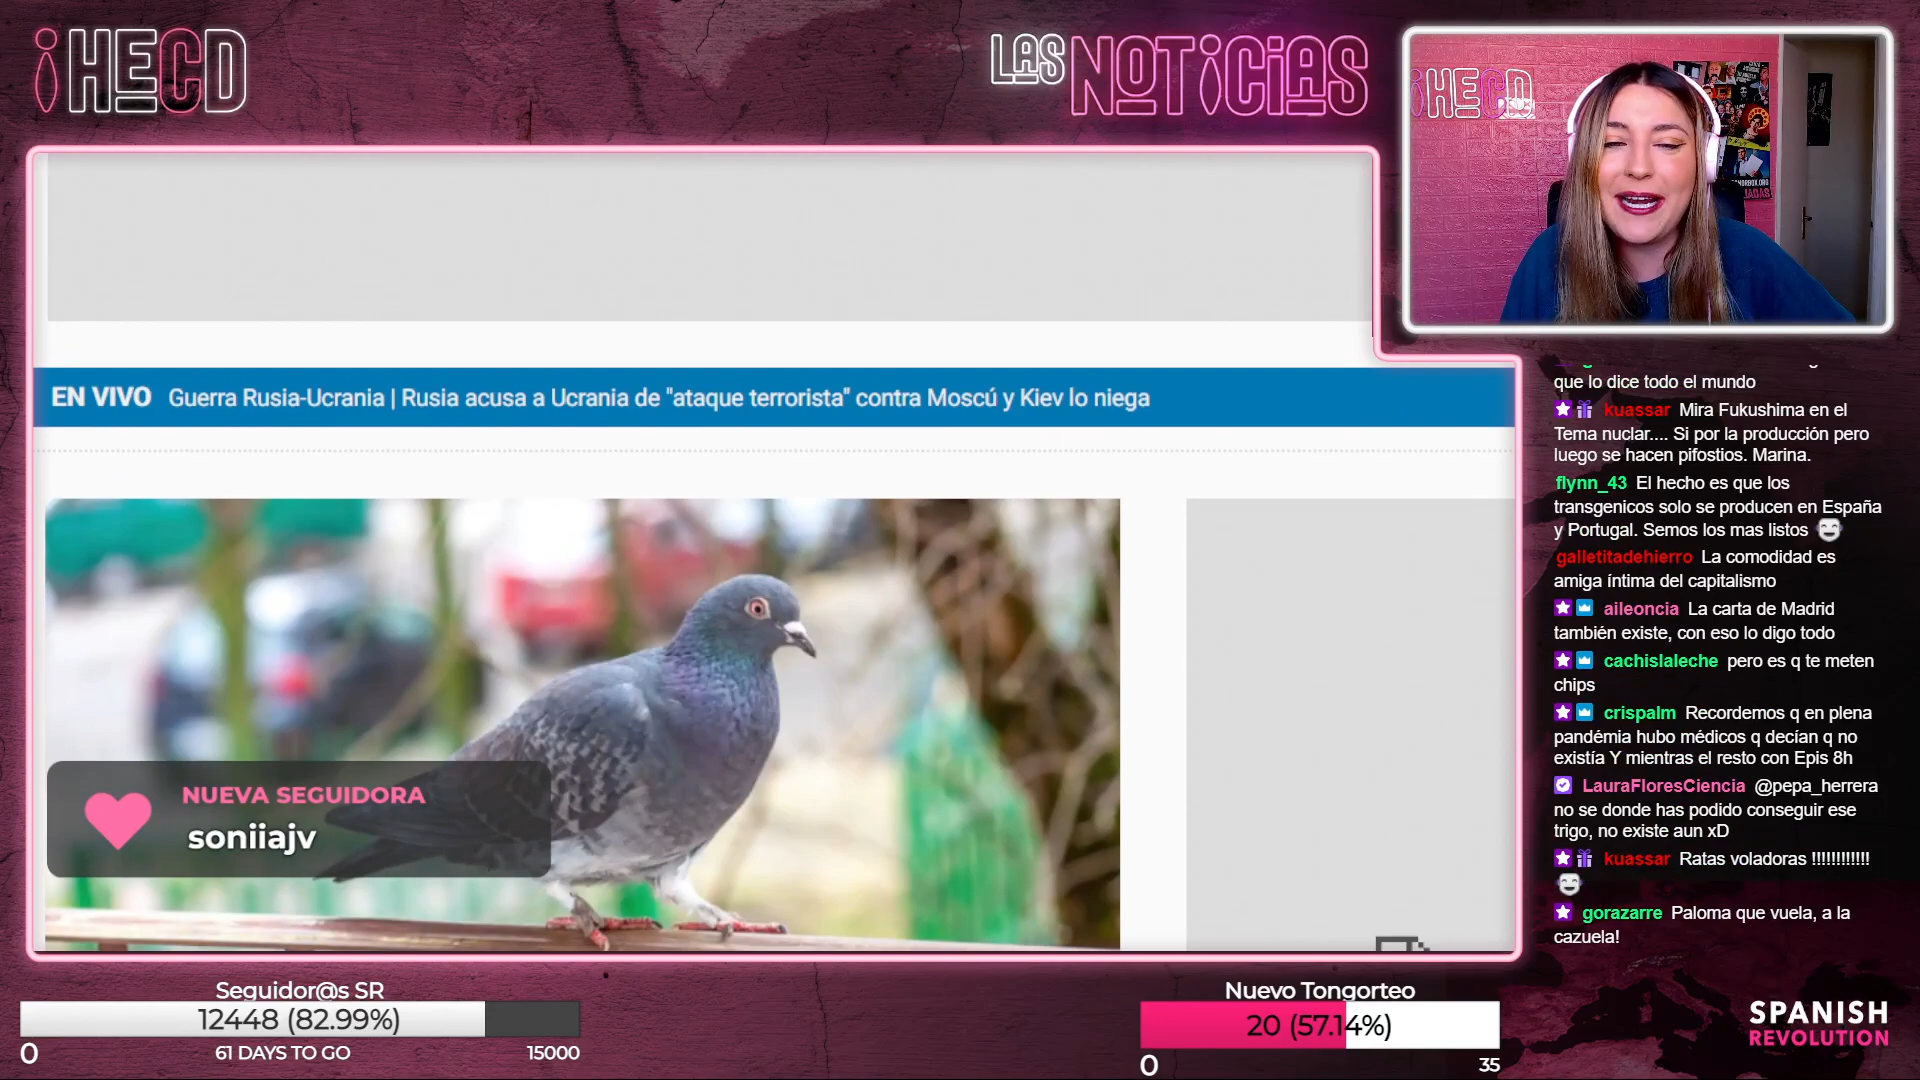 ¡HECD
LAS NOTICIAS
¡HECD
EN VIVO Guerra Rusia-Ucrania | Rusia acusa a Ucrania de "ataque terrorista" contra Moscú y Kiev lo niega
NUEVA SEGUIDORA
soniiajv
que lo dice todo el mundo
kuassar Mira Fukushima en el
Tema nuclar.... Si por la producción pero
luego se hacen pifostios. Marina.
flynn_43 El hecho es que los
transgenicos solo se producen en España
y Portugal. Semos los mas listos
galletitadehierro La comodidad es
amiga íntima del capitalismo
aileoncia La carta de Madrid
también existe, con eso lo digo todo
cachislaleche pero es q te meten
chips
crispalm Recordemos q en plena
pandémia hubo médicos q decían q no
existía Y mientras el resto con Epis 8h
LauraFloresCiencia @pepa_herrera
no se donde has podido conseguir ese
trigo, no existe aun xD
kuassar Ratas voladoras !!!!!!!!!!!!
gorazarre Paloma que vuela, a la
cazuela!
Seguidor@s SR
12448 (82.99%)
0 61 DAYS TO GO 15000
Nuevo Tongorteo
20 (57.14%)
0 35
SPANISH
REVOLUTION